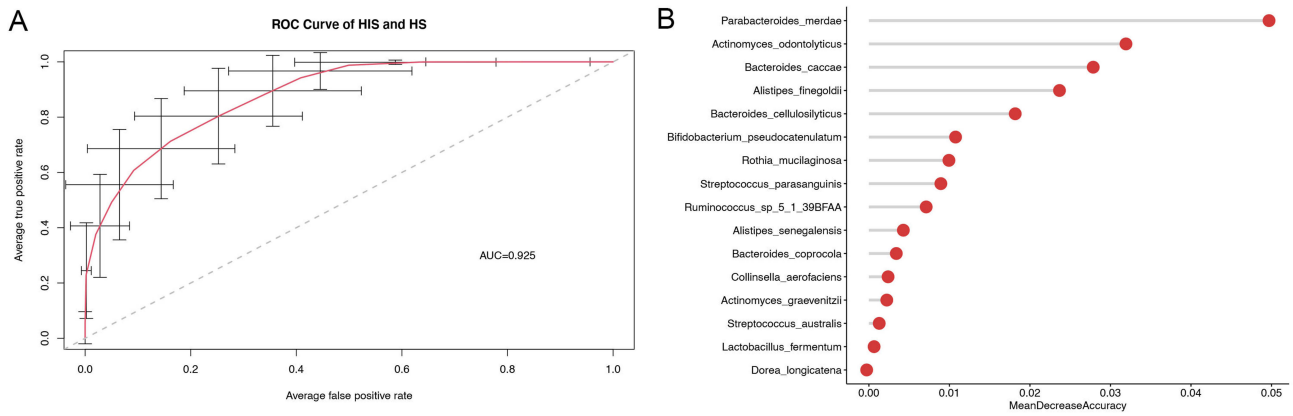 A
ROC Curve of HIS and HS
Average true positive rate
1.0
0.8
0.6
0.4
0.2
0.0
AUC=0.925
0.0 0.2 0.4 0.6 0.8 1.0
Average false positive rate
B
Parabacteroides_merdae
Actinomyces_odontolyticus
Bacteroides_caccae
Alistipes_finegoldii
Bacteroides_cellulosilyticus
Bifidobacterium_pseudocatenulatum
Rothia_mucilaginosa
Streptococcus_parasanguinis
Ruminococcus_sp_5_1_39BFAA
Alistipes_senegalensis
Bacteroides_coprocola
Collinsella_aerofaciens
Actinomyces_graevenitzii
Streptococcus_australis
Lactobacillus_fermentum
Dorea_longicatena
0.00 0.01 0.02 0.03 0.04 0.05
MeanDecreaseAccuracy